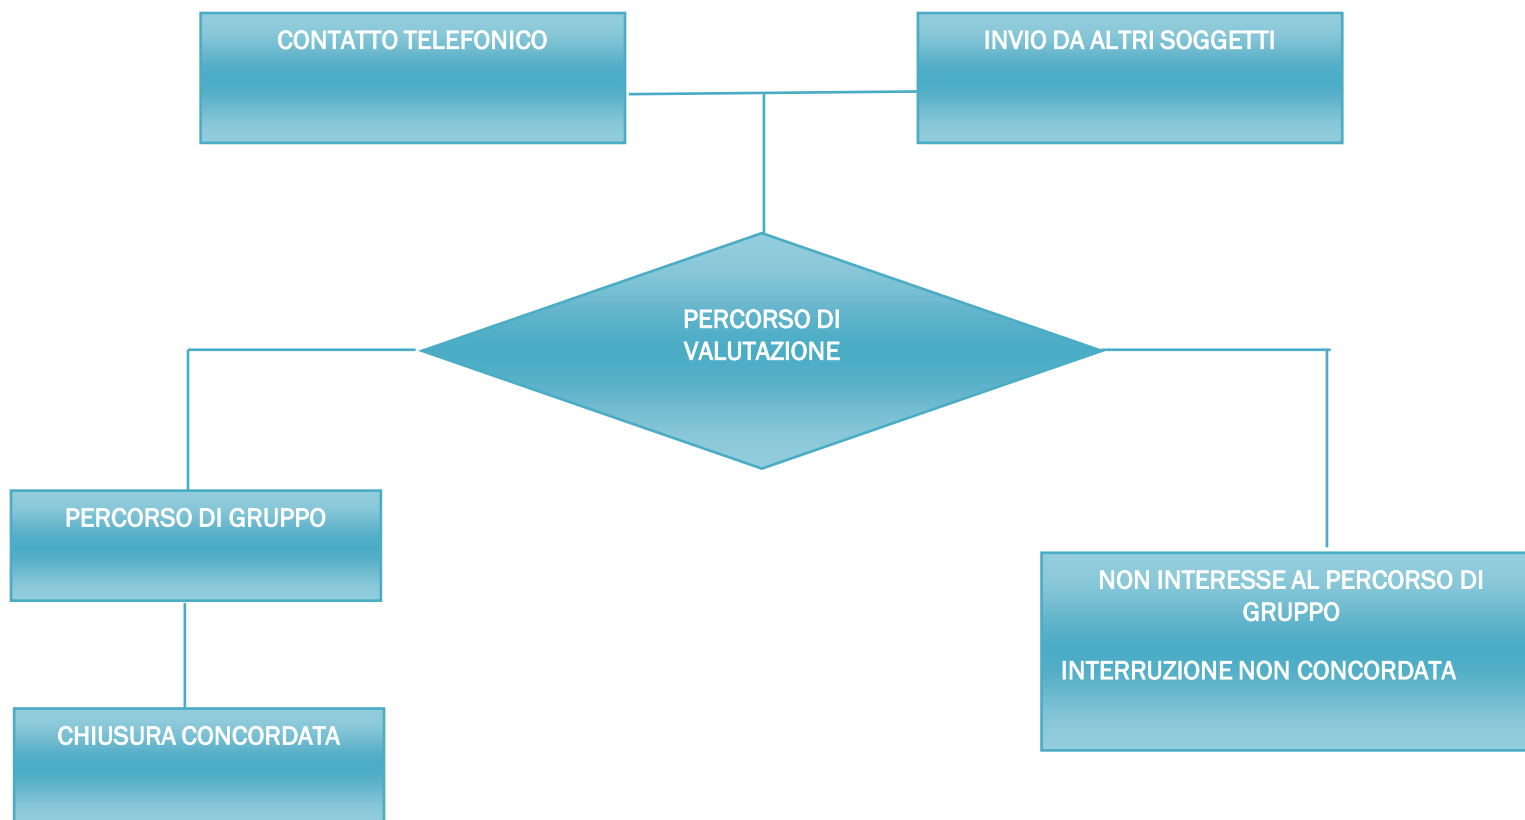 CONTATTO TELEFONICO
INVIO DA ALTRI SOGGETTI
PERCORSO DI
VALUTAZIONE
PERCORSO DI GRUPPO
NON INTERESSE AL PERCORSO DI
GRUPPO
INTERRUZIONE NON CONCORDATA
CHIUSURA CONCORDATA